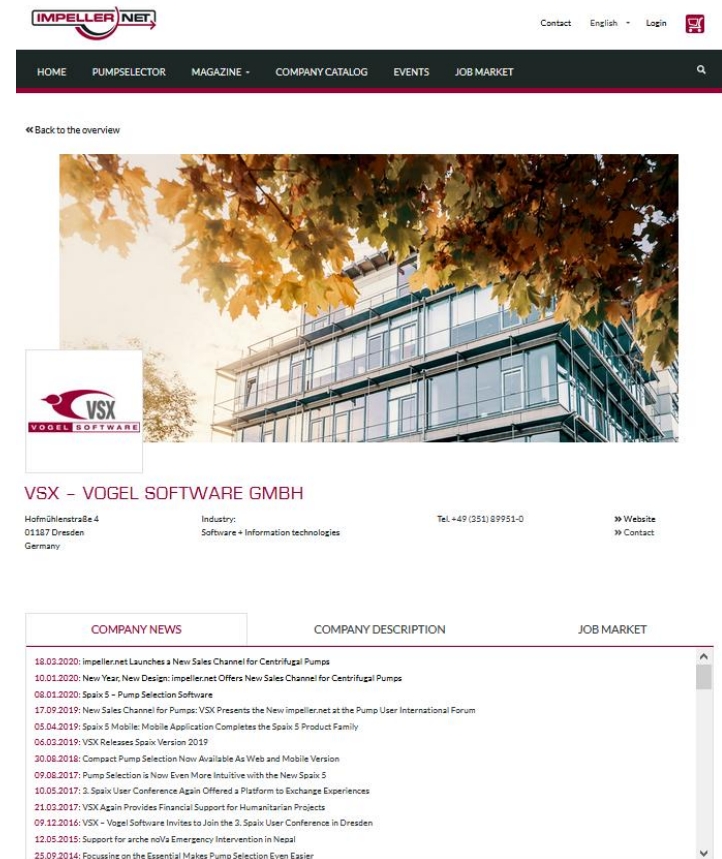 IMPELLER NET
Contact English Login
HOME PUMPSELECTOR MAGAZINE COMPANY CATALOG EVENTS JOB MARKET
« Back to the overview
VSX
VOGEL SOFTWARE
VSX – VOGEL SOFTWARE GMBH
Hofmühlenstraße 4
01187 Dresden
Germany
Industry:
Software + Information technologies
Tel. +49 (351) 89951-0
» Website
» Contact
COMPANY NEWS COMPANY DESCRIPTION JOB MARKET
18.03.2020: impeller.net Launches a New Sales Channel for Centrifugal Pumps
10.01.2020: New Year, New Design: impeller.net Offers New Sales Channel for Centrifugal Pumps
08.01.2020: Spaix 5 – Pump Selection Software
17.09.2019: New Sales Channel for Pumps: VSX Presents the New impeller.net at the Pump User International Forum
05.04.2019: Spaix 5 Mobile: Mobile Application Completes the Spaix 5 Product Family
06.03.2019: VSX Releases Spaix Version 2019
30.08.2018: Compact Pump Selection Now Available As Web and Mobile Version
09.08.2017: Pump Selection is Now Even More Intuitive with the New Spaix 5
10.05.2017: 3. Spaix User Conference Again Offered a Platform to Exchange Experiences
21.03.2017: VSX Again Provides Financial Support for Humanitarian Projects
09.12.2016: VSX – Vogel Software Invites to Join the 3. Spaix User Conference in Dresden
12.05.2015: Support for arche noVa Emergency Intervention in Nepal
25.09.2014: Focussing on the Essential Makes Pump Selection Even Easier